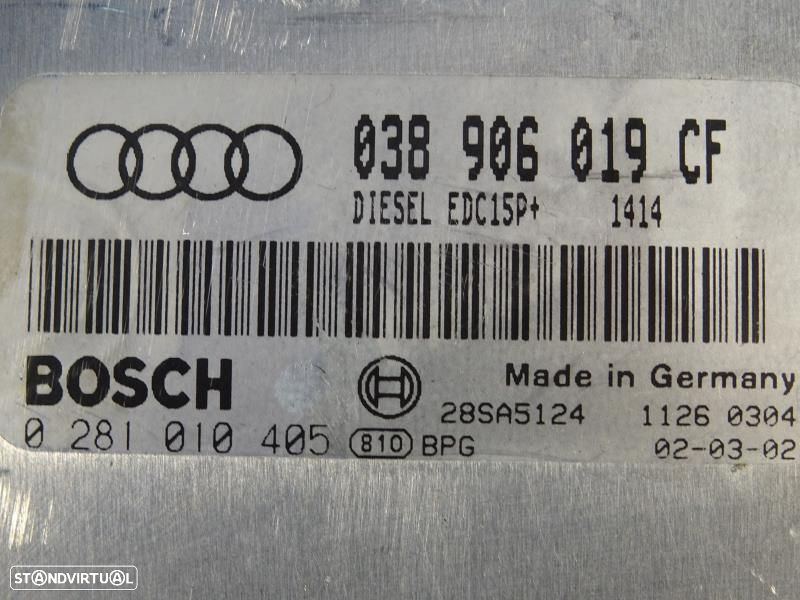 038 906 019 CF
DIESEL EDC15P+ 1414
BOSCH
Made in Germany
28SA5124 1126 0304
0 281 010 405 810 BPG 02-03-02
STANDVIRTUAL